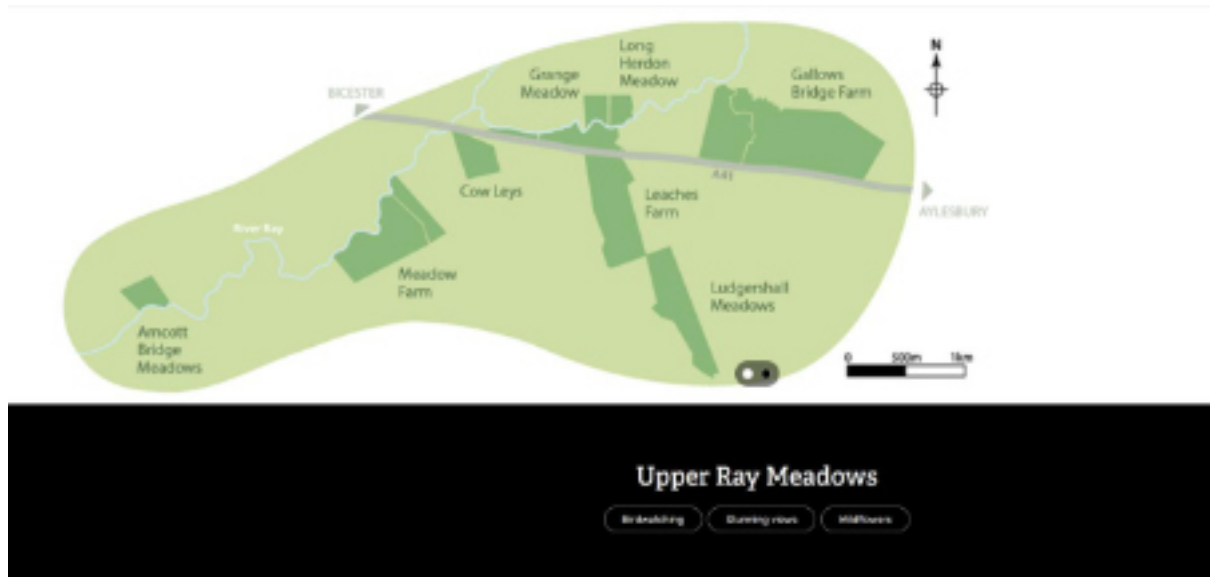 N
Long
Herdon
Meadow
Grange
Meadow
Gallows
Bridge Farm
BICESTER
A41
Cow Leys
Leaches
Farm
AYLESBURY
River Ray
Meadow
Farm
Ludgershall
Meadows
Arncott
Bridge
Meadows
0 500m 1km
Upper Ray Meadows
Birdwatching Stunning views Wildflowers